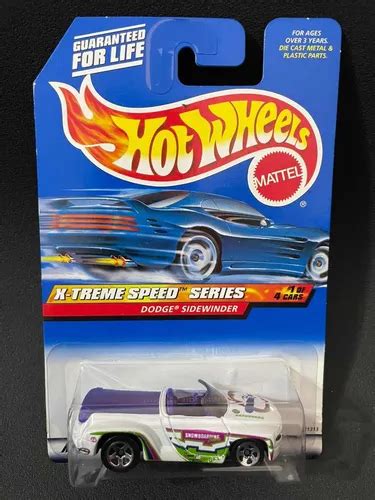 GUARANTEED
FOR LIFE
FOR AGES
OVER 3 YEARS.
DIE CAST METAL &
PLASTIC PARTS.
HOT WHEELS
MATTEL
X-TREME SPEED™ SERIES
#1 OF
4 CARS
DODGE® SIDEWINDER
SNOWBOARDING